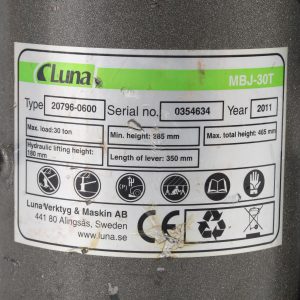 Luna
MBJ-30T
Type 20796-0600 Serial no. 0354634 Year 2011
Max. load:30 ton
Min. height: 285 mm
Max. total height: 465 mm
Hydraulic lifting height:
180 mm
Length of lever: 350 mm
Luna Verktyg & Maskin AB
441 80 Alingsås, Sweden
www.luna.se
CE